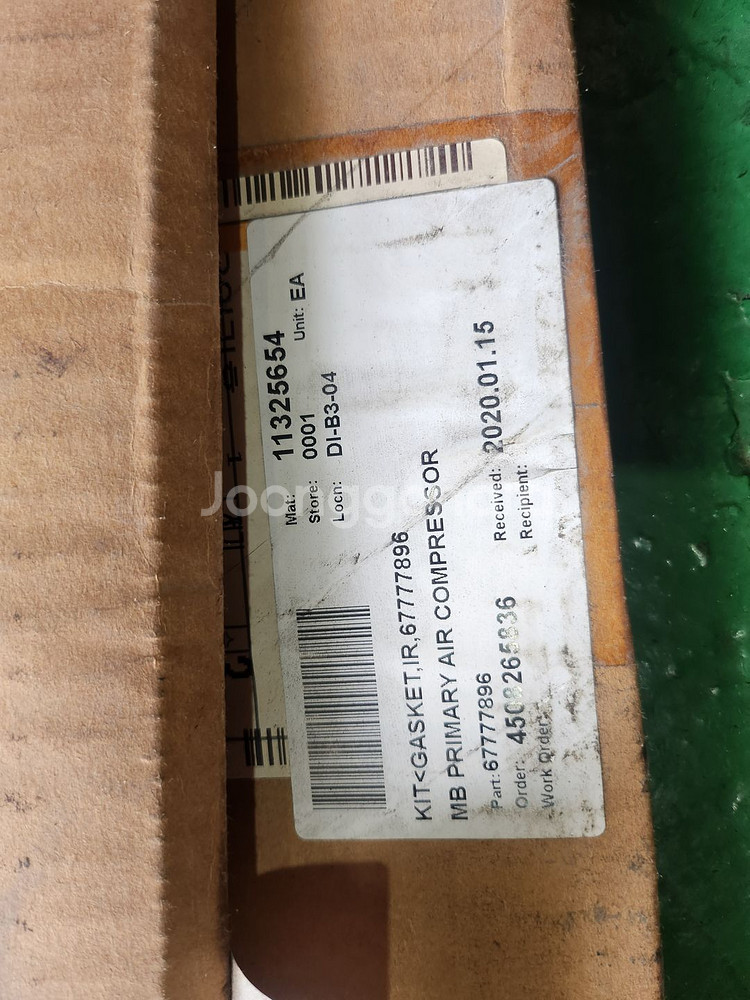 Mat: 11325654
Store: 0001 Unit: EA
Locn: DI-B3-04
KIT<GASKET,IR,67777896
MB PRIMARY AIR COMPRESSOR
Part: 67777896 Received: 2020.01.15
Order: Recipient:
Work Order: